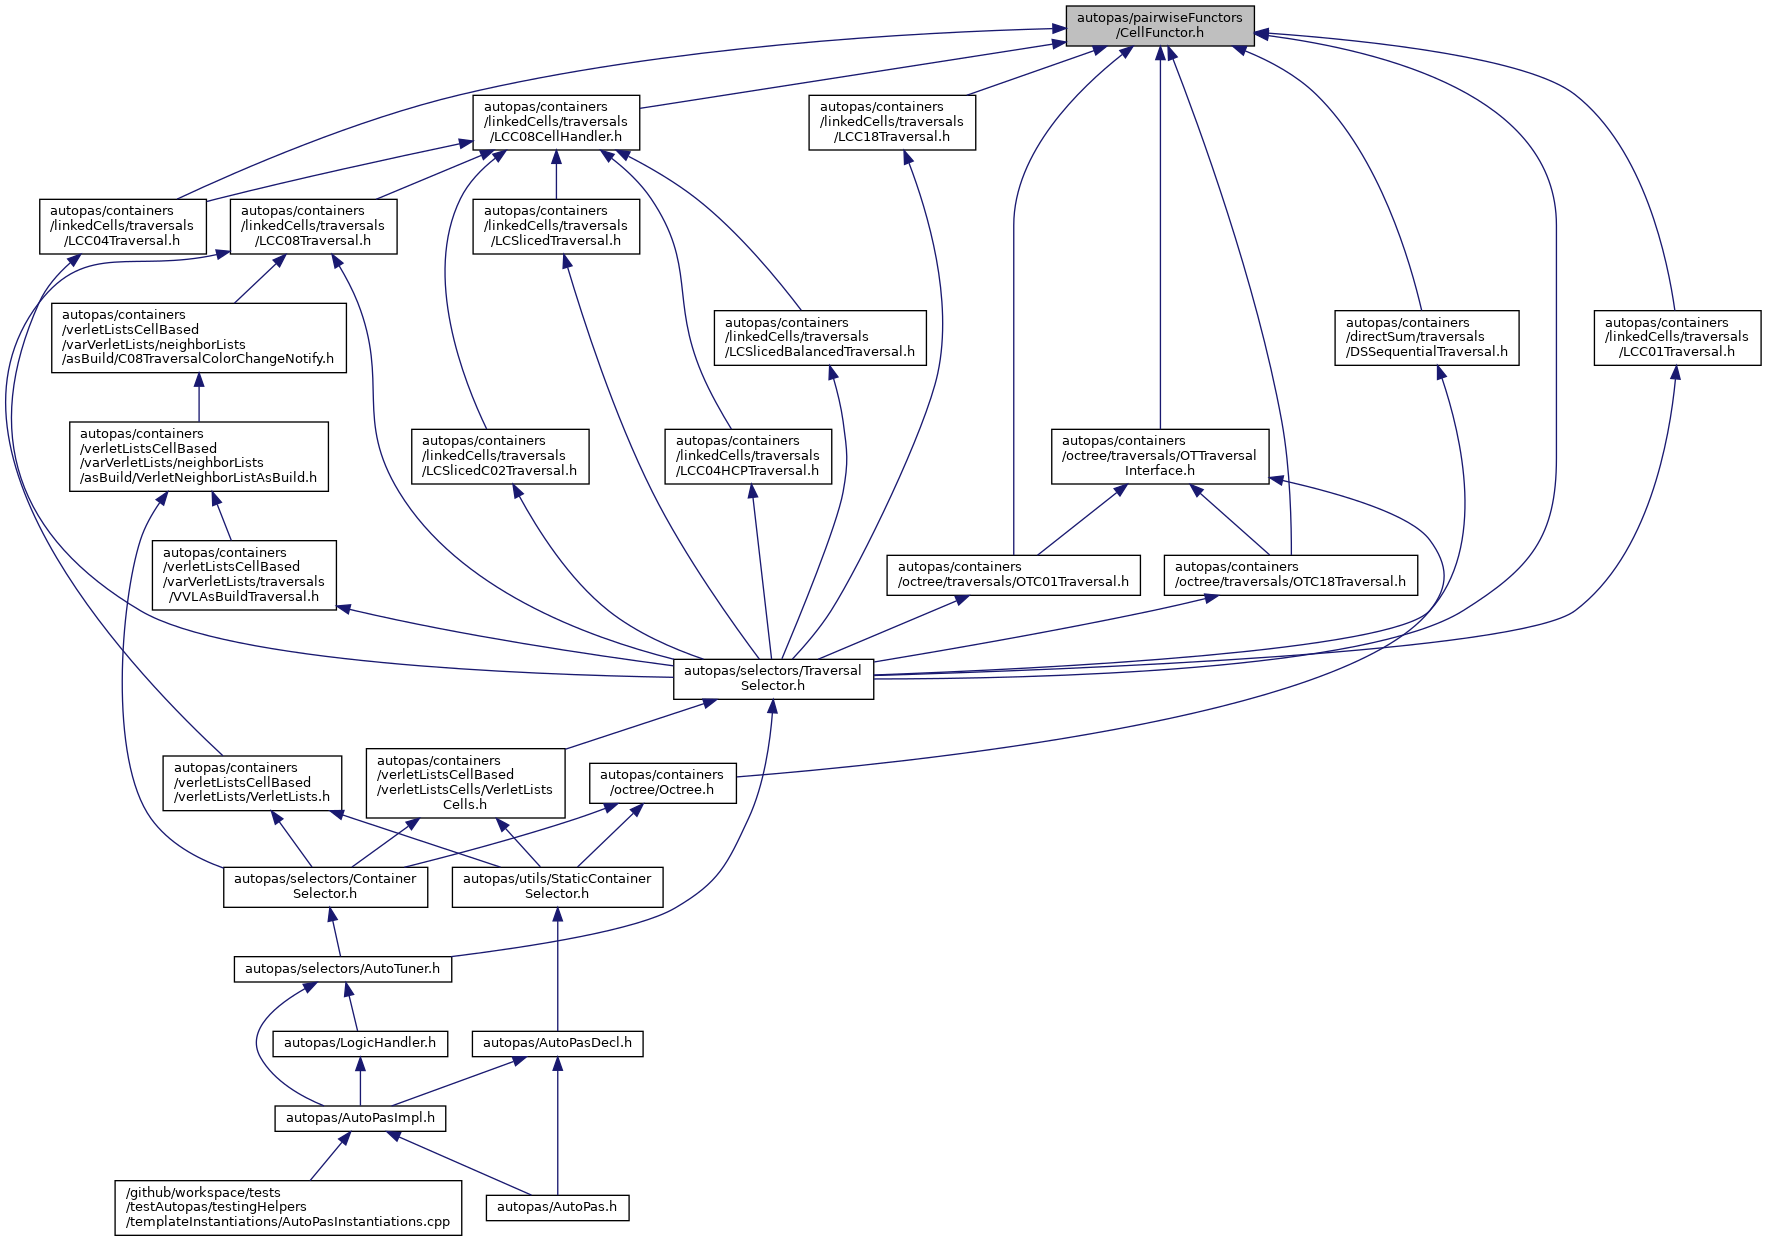 autopas/pairwiseFunctors
/CellFunctor.h
autopas/containers
/linkedCells/traversals
/LCC08CellHandler.h
autopas/containers
/linkedCells/traversals
/LCC18Traversal.h
autopas/containers
/linkedCells/traversals
/LCC04Traversal.h
autopas/containers
/linkedCells/traversals
/LCC08Traversal.h
autopas/containers
/linkedCells/traversals
/LCSlicedTraversal.h
autopas/containers
/verletListsCellBased
/varVerletLists/neighborLists
/asBuild/C08TraversalColorChangeNotify.h
autopas/containers
/linkedCells/traversals
/LCSlicedBalancedTraversal.h
autopas/containers
/directSum/traversals
/DSSequentialTraversal.h
autopas/containers
/linkedCells/traversals
/LCC01Traversal.h
autopas/containers
/verletListsCellBased
/varVerletLists/neighborLists
/asBuild/VerletNeighborListAsBuild.h
autopas/containers
/linkedCells/traversals
/LCSlicedC02Traversal.h
autopas/containers
/linkedCells/traversals
/LCC04HCPTraversal.h
autopas/containers
/octree/traversals/OTTraversal
Interface.h
autopas/containers
/verletListsCellBased
/varVerletLists/traversals
/VVLAsBuildTraversal.h
autopas/containers
/octree/traversals/OTC01Traversal.h
autopas/containers
/octree/traversals/OTC18Traversal.h
autopas/selectors/Traversal
Selector.h
autopas/containers
/verletListsCellBased
/verletLists/VerletLists.h
autopas/containers
/verletListsCellBased
/verletListsCells/VerletLists
Cells.h
autopas/containers
/octree/Octree.h
autopas/selectors/Container
Selector.h
autopas/utils/StaticContainer
Selector.h
autopas/selectors/AutoTuner.h
autopas/LogicHandler.h
autopas/AutoPasDecl.h
autopas/AutoPasImpl.h
/github/workspace/tests
/testAutopas/testingHelpers
/templateInstantiations/AutoPasInstantiations.cpp
autopas/AutoPas.h